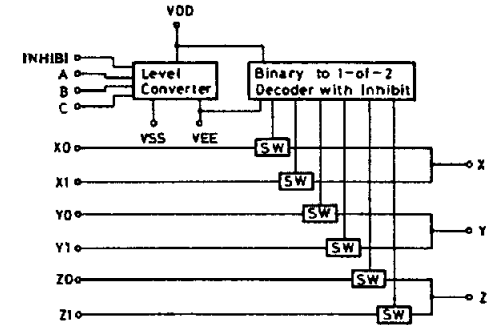 VDD
INHIBI
A
B
C
Level
Converter
Binary to 1-of-2
Decoder with Inhibit
VSS
VEE
X0
SW
X
X1
SW
Y0
SW
Y
Y1
SW
Z0
SW
Z
Z1
SW